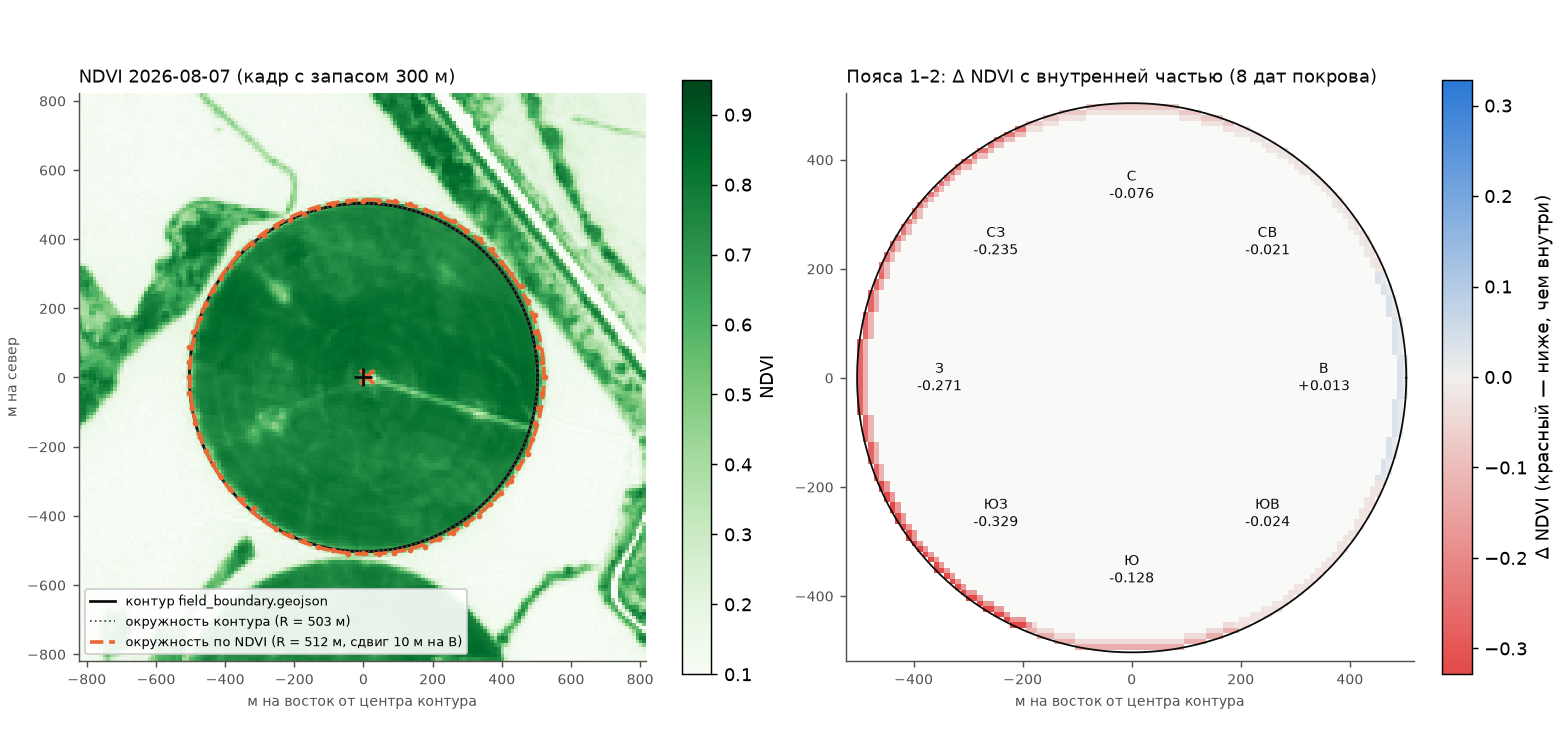 NDVI 2026-08-07 (кадр с запасом 300 м)
800
600
400
200
0
−200
−400
−600
−800
м на север
−800
−600
−400
−200
0
200
400
600
800
м на восток от центра контура
контур field_boundary.geojson
окружность контура (R = 503 м)
окружность по NDVI (R = 512 м, сдвиг 10 м на В)
0.9
0.8
0.7
0.6
0.5
0.4
0.3
0.2
0.1
NDVI
Пояса 1–2: Δ NDVI с внутренней частью (8 дат покрова)
400
200
0
−200
−400
С
-0.076
СЗ
-0.235
СВ
-0.021
З
-0.271
В
+0.013
ЮЗ
-0.329
ЮВ
-0.024
Ю
-0.128
−400
−200
0
200
400
м на восток от центра контура
0.3
0.2
0.1
0.0
−0.1
−0.2
−0.3
Δ NDVI (красный — ниже, чем внутри)